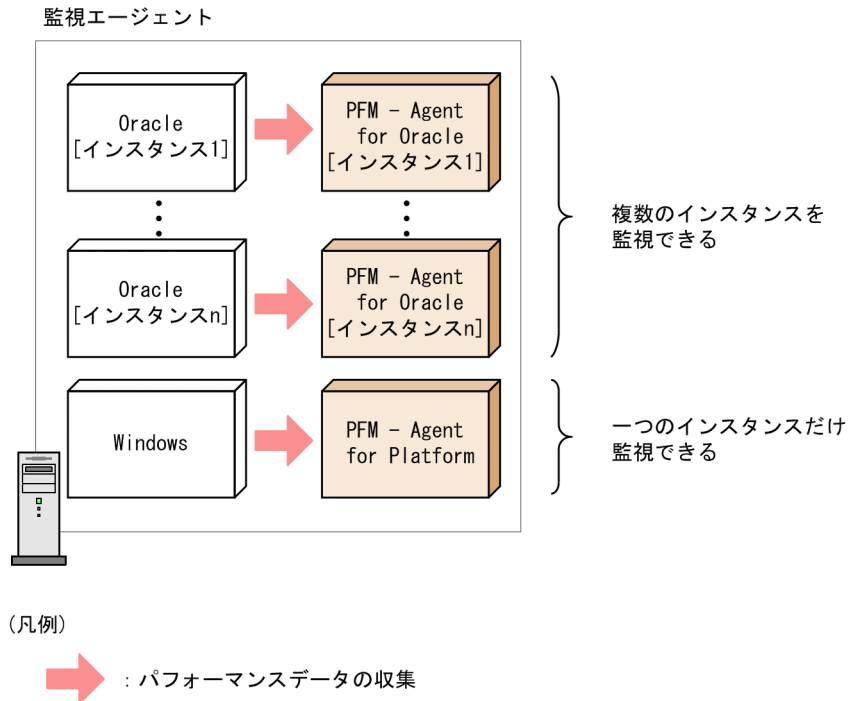 監視エージェント
Oracle
[インスタンス1]
PFM - Agent
for Oracle
[インスタンス1]
複数のインスタンスを
監視できる
Oracle
[インスタンスn]
PFM - Agent
for Oracle
[インスタンスn]
Windows
PFM - Agent
for Platform
一つのインスタンスだけ
監視できる
(凡例)
:パフォーマンスデータの収集